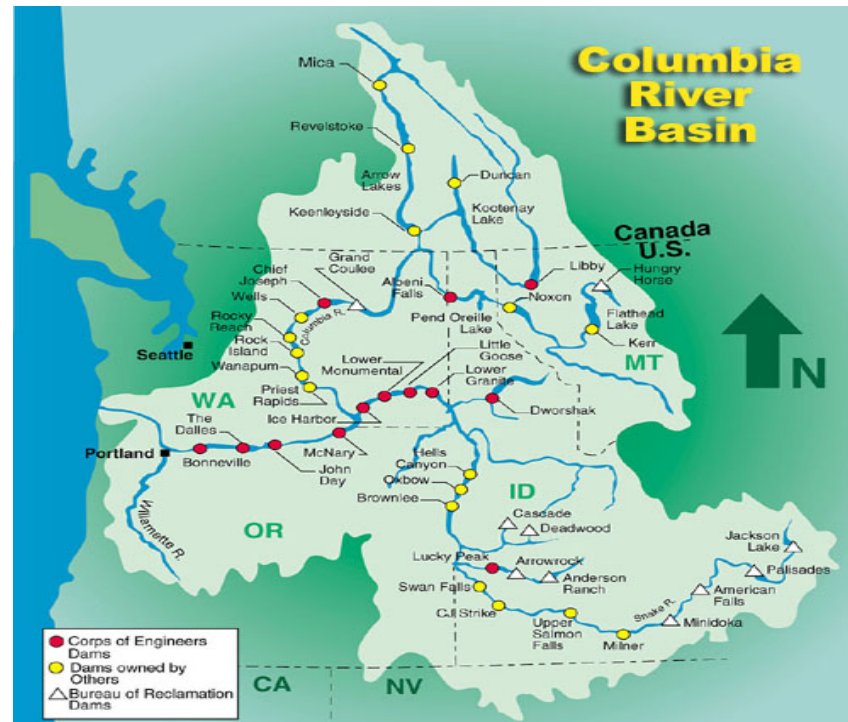 Columbia
River
Basin
Mica
Revelstoke
Arrow
Lakes
Duncan
Kootenay
Lake
Keenleyside
Canada
U.S.
Grand
Coulee
Chief
Joseph
Albeni
Falls
Libby
Hungry
Horse
Wells
Noxon
Columbia R.
Pend Oreille
Lake
Flathead
Lake
Rocky
Reach
Rock
Island
Seattle
Kerr
Wanapum
Lower
Monumental
Little
Goose
Lower
Granite
MT
N
WA
Priest
Rapids
Ice Harbor
Dworshak
The
Dalles
Portland
Bonneville
McNary
John
Day
Hells
Canyon
Oxbow
Brownlee
ID
Cascade
Deadwood
Willamette R.
OR
Jackson
Lake
Lucky Peak
Arrowrock
Palisades
Swan Falls
Anderson
Ranch
American
Falls
CJ Strike
Snake R.
Upper
Salmon
Falls
Minidoka
Milner
Corps of Engineers
Dams
Dams owned by
Others
Bureau of Reclamation
Dams
CA
NV